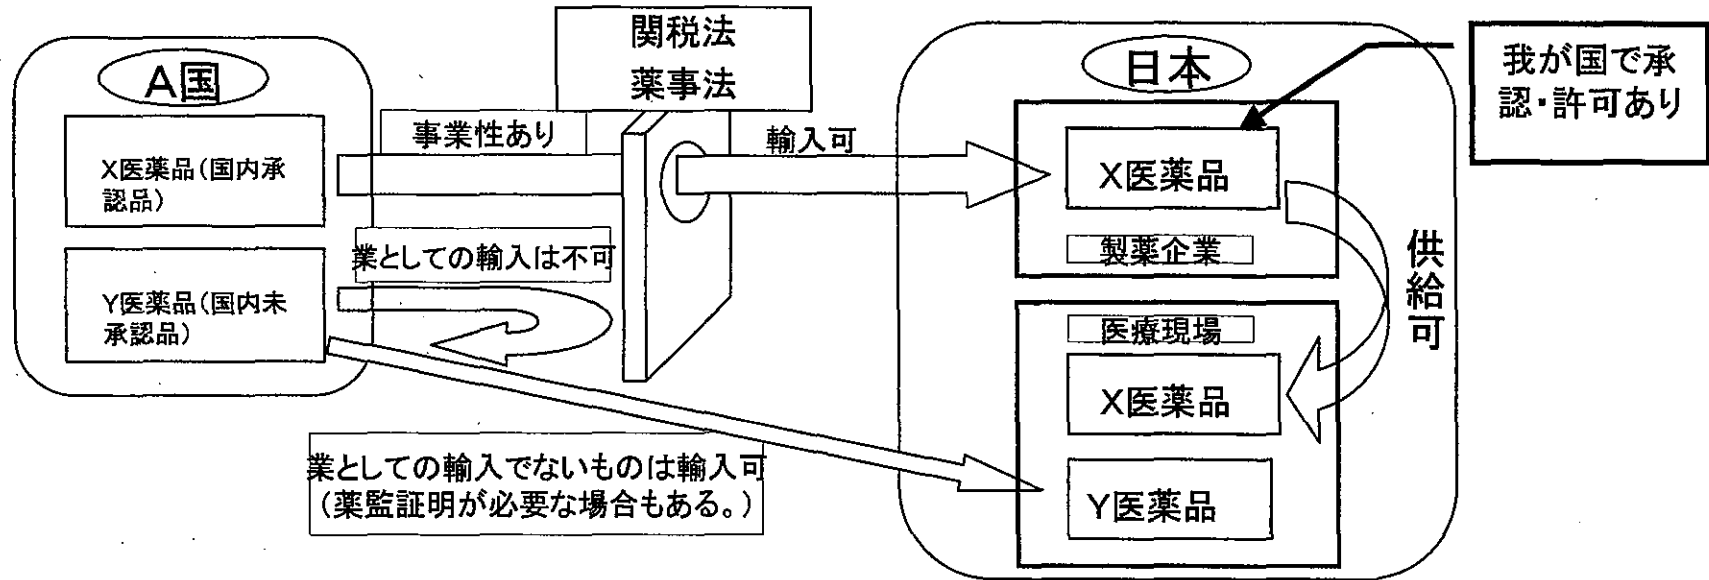 関税法
薬事法
A国
日本
我が国で承
認・許可あり
事業性あり
輸入可
X医薬品(国内承
認品)
X医薬品
業としての輸入は不可
製薬企業
供給可
Y医薬品(国内未
承認品)
医療現場
X医薬品
業としての輸入でないものは輸入可
(薬監証明が必要な場合もある。)
Y医薬品